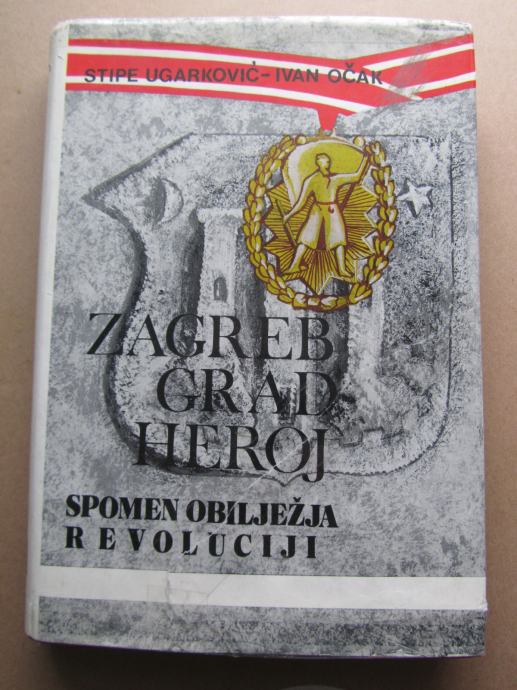 STIPE UGARKOVIĆ-IVAN OČAK
ZAGREB
GRAD
HEROJ
SPOMEN OBILJEŽJA
REVOLUCIJI